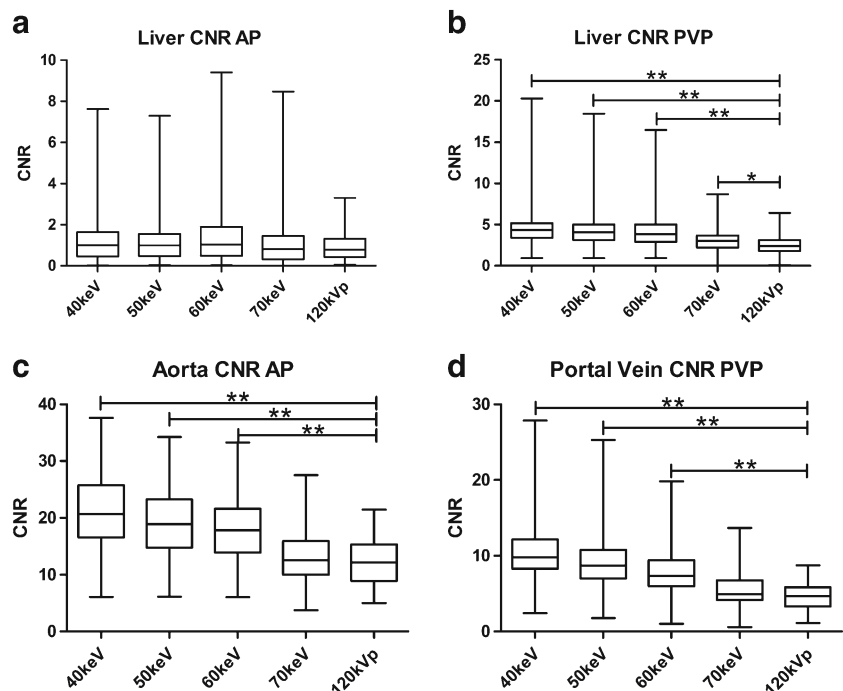 a
Liver CNR AP
CNR
10
8
6
4
2
0
40keV
50keV
60keV
70keV
120kVp
b
Liver CNR PVP
CNR
25
20
15
10
5
0
**
**
**
*
40keV
50keV
60keV
70keV
120kVp
c
Aorta CNR AP
CNR
40
30
20
10
0
**
**
**
40keV
50keV
60keV
70keV
120kVp
d
Portal Vein CNR PVP
CNR
30
20
10
0
**
**
**
40keV
50keV
60keV
70keV
120kVp